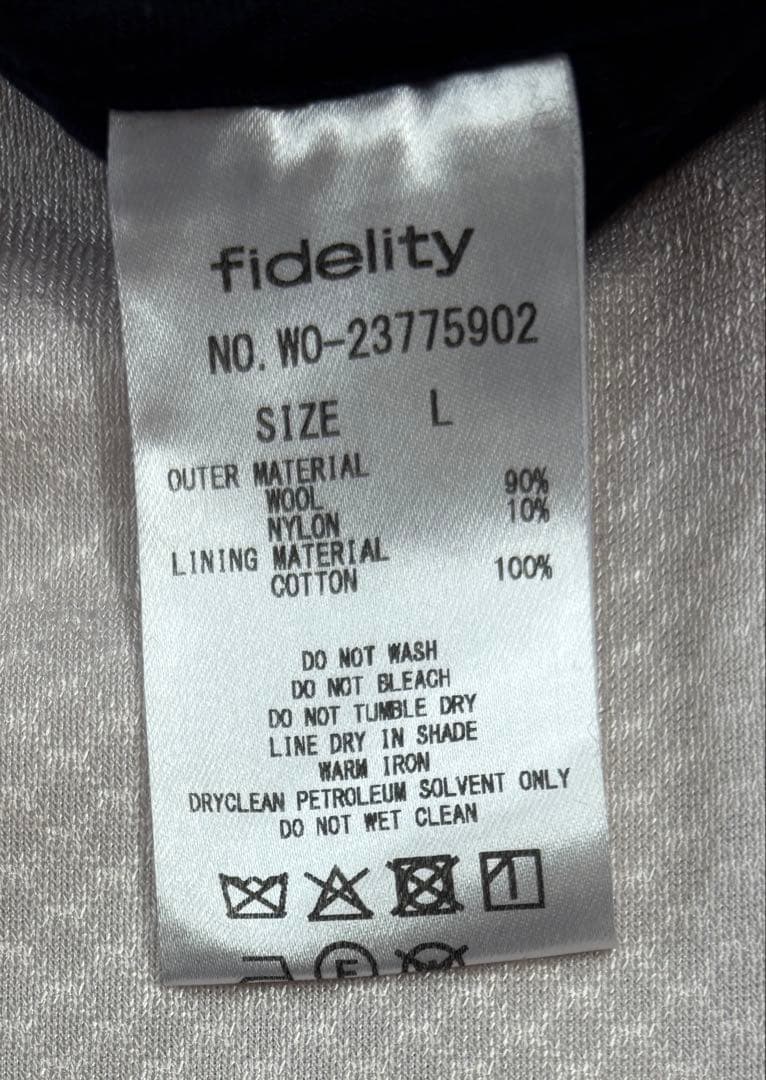 fidelity
NO. WO-23775902
SIZE L
OUTER MATERIAL
WOOL 90%
NYLON 10%
LINING MATERIAL
COTTON 100%
DO NOT WASH
DO NOT BLEACH
DO NOT TUMBLE DRY
LINE DRY IN SHADE
WARM IRON
DRYCLEAN PETROLEUM SOLVENT ONLY
DO NOT WET CLEAN
F